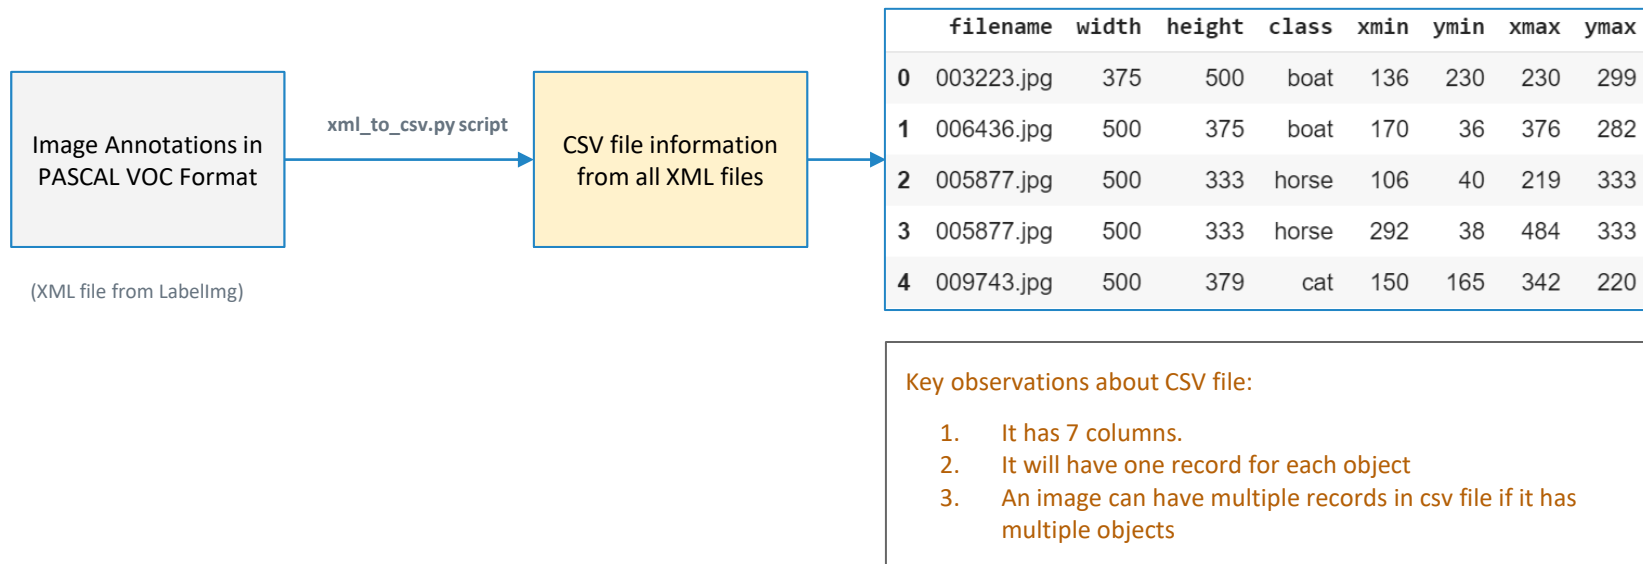 Image Annotations in
PASCAL VOC Format
(XML file from LabelImg)
xml_to_csv.py script
CSV file information
from all XML files
filename width height class xmin ymin xmax ymax
0 003223.jpg 375 500 boat 136 230 230 299
1 006436.jpg 500 375 boat 170 36 376 282
2 005877.jpg 500 333 horse 106 40 219 333
3 005877.jpg 500 333 horse 292 38 484 333
4 009743.jpg 500 379 cat 150 165 342 220
Key observations about CSV file:
1. It has 7 columns.
2. It will have one record for each object
3. An image can have multiple records in csv file if it has
multiple objects